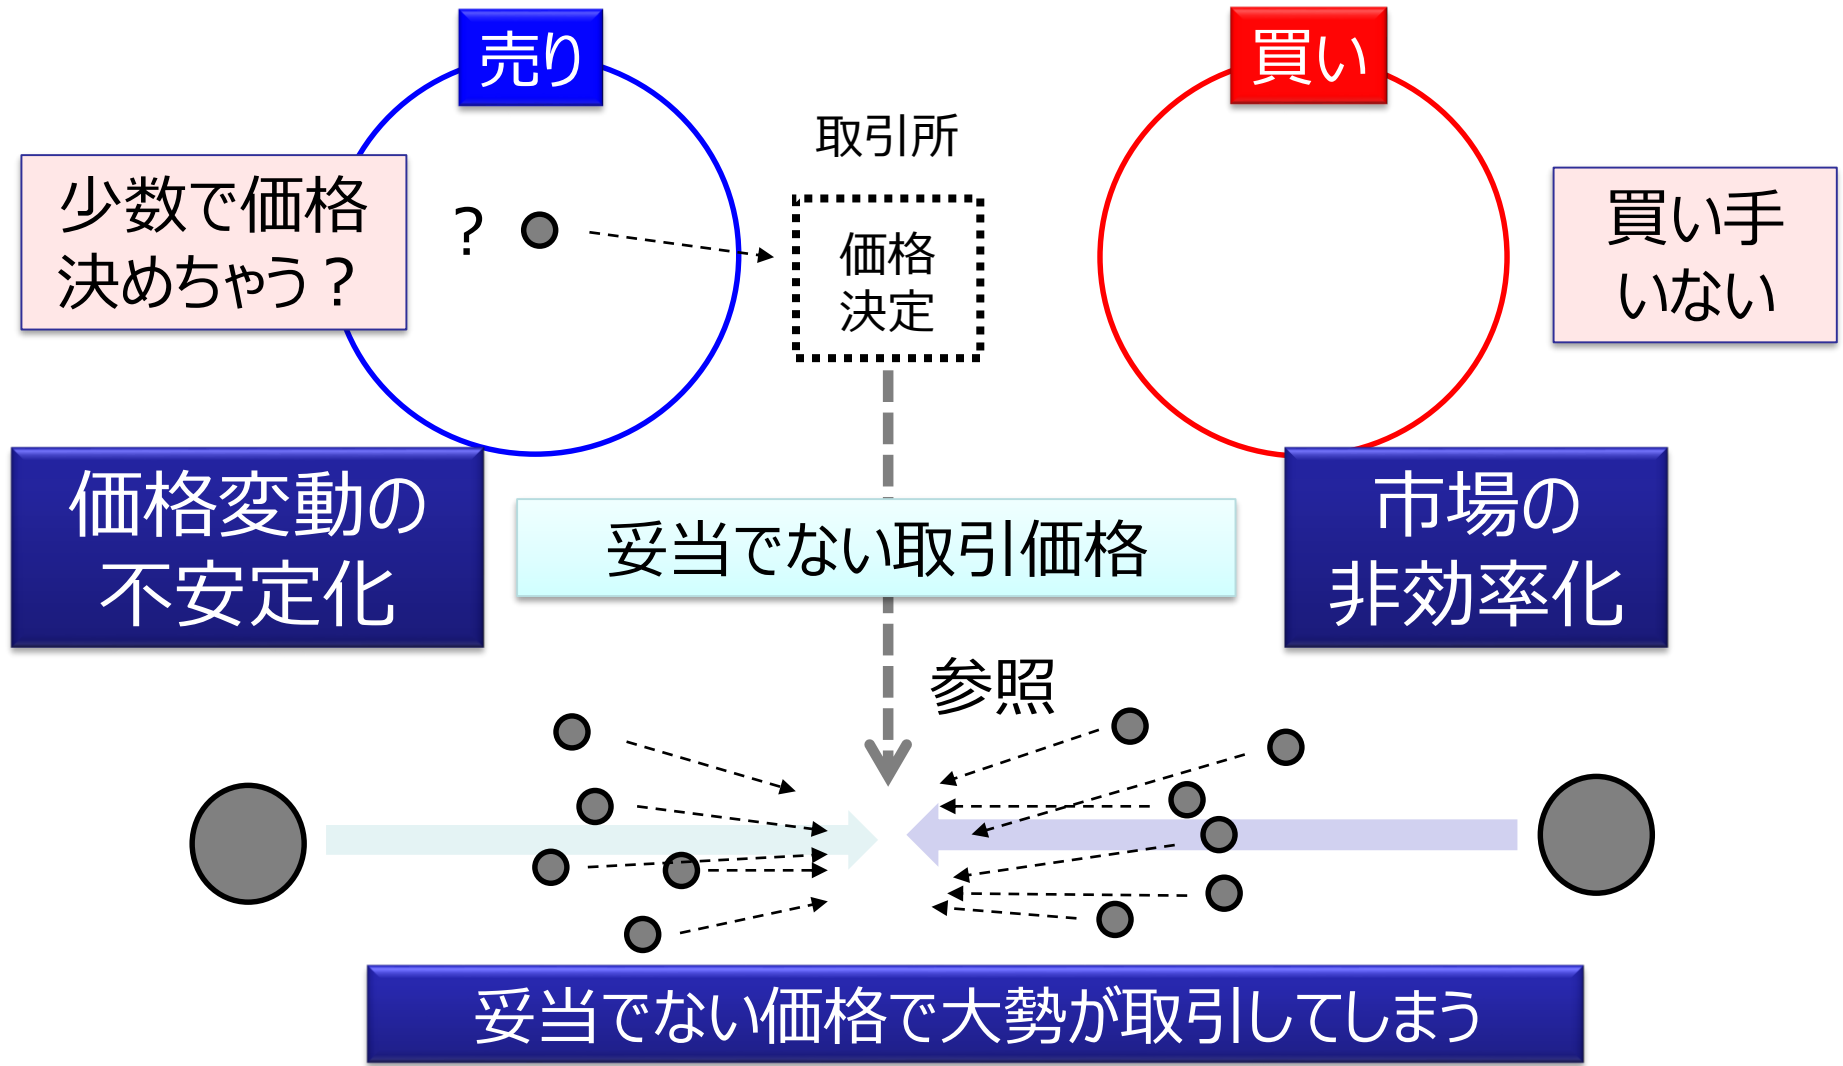 売り
買い
取引所
少数で価格
決めちゃう？
？
価格
決定
買い手
いない
価格変動の
不安定化
妥当でない取引価格
市場の
非効率化
参照
妥当でない価格で大勢が取引してしまう